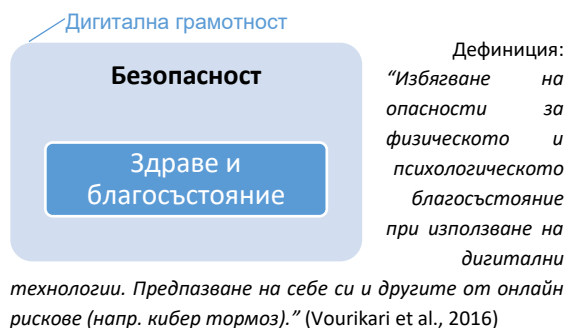 Дигитална грамотност
Безопасност
Здраве и
благосъстояние
Дефиниция:
“Избягване на
опасности за
физическото и
психологическото
благосъстояние
при използване на
дигитални
технологии. Предпазване на себе си и другите от онлайн
рискове (напр. кибер тормоз).” (Vourikari et al., 2016)